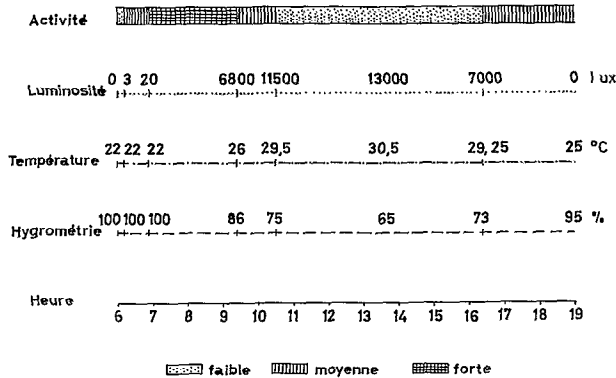 Activité
0 3 20 6800 11500 13000 7000 0 lux
Luminosité
22 22 22 26 29,5 30,5 29,25 25 °C
Température
100 100 100 86 75 65 73 95 %
Hygrométrie
Heure
6 7 8 9 10 11 12 13 14 15 16 17 18 19
faible moyenne forte